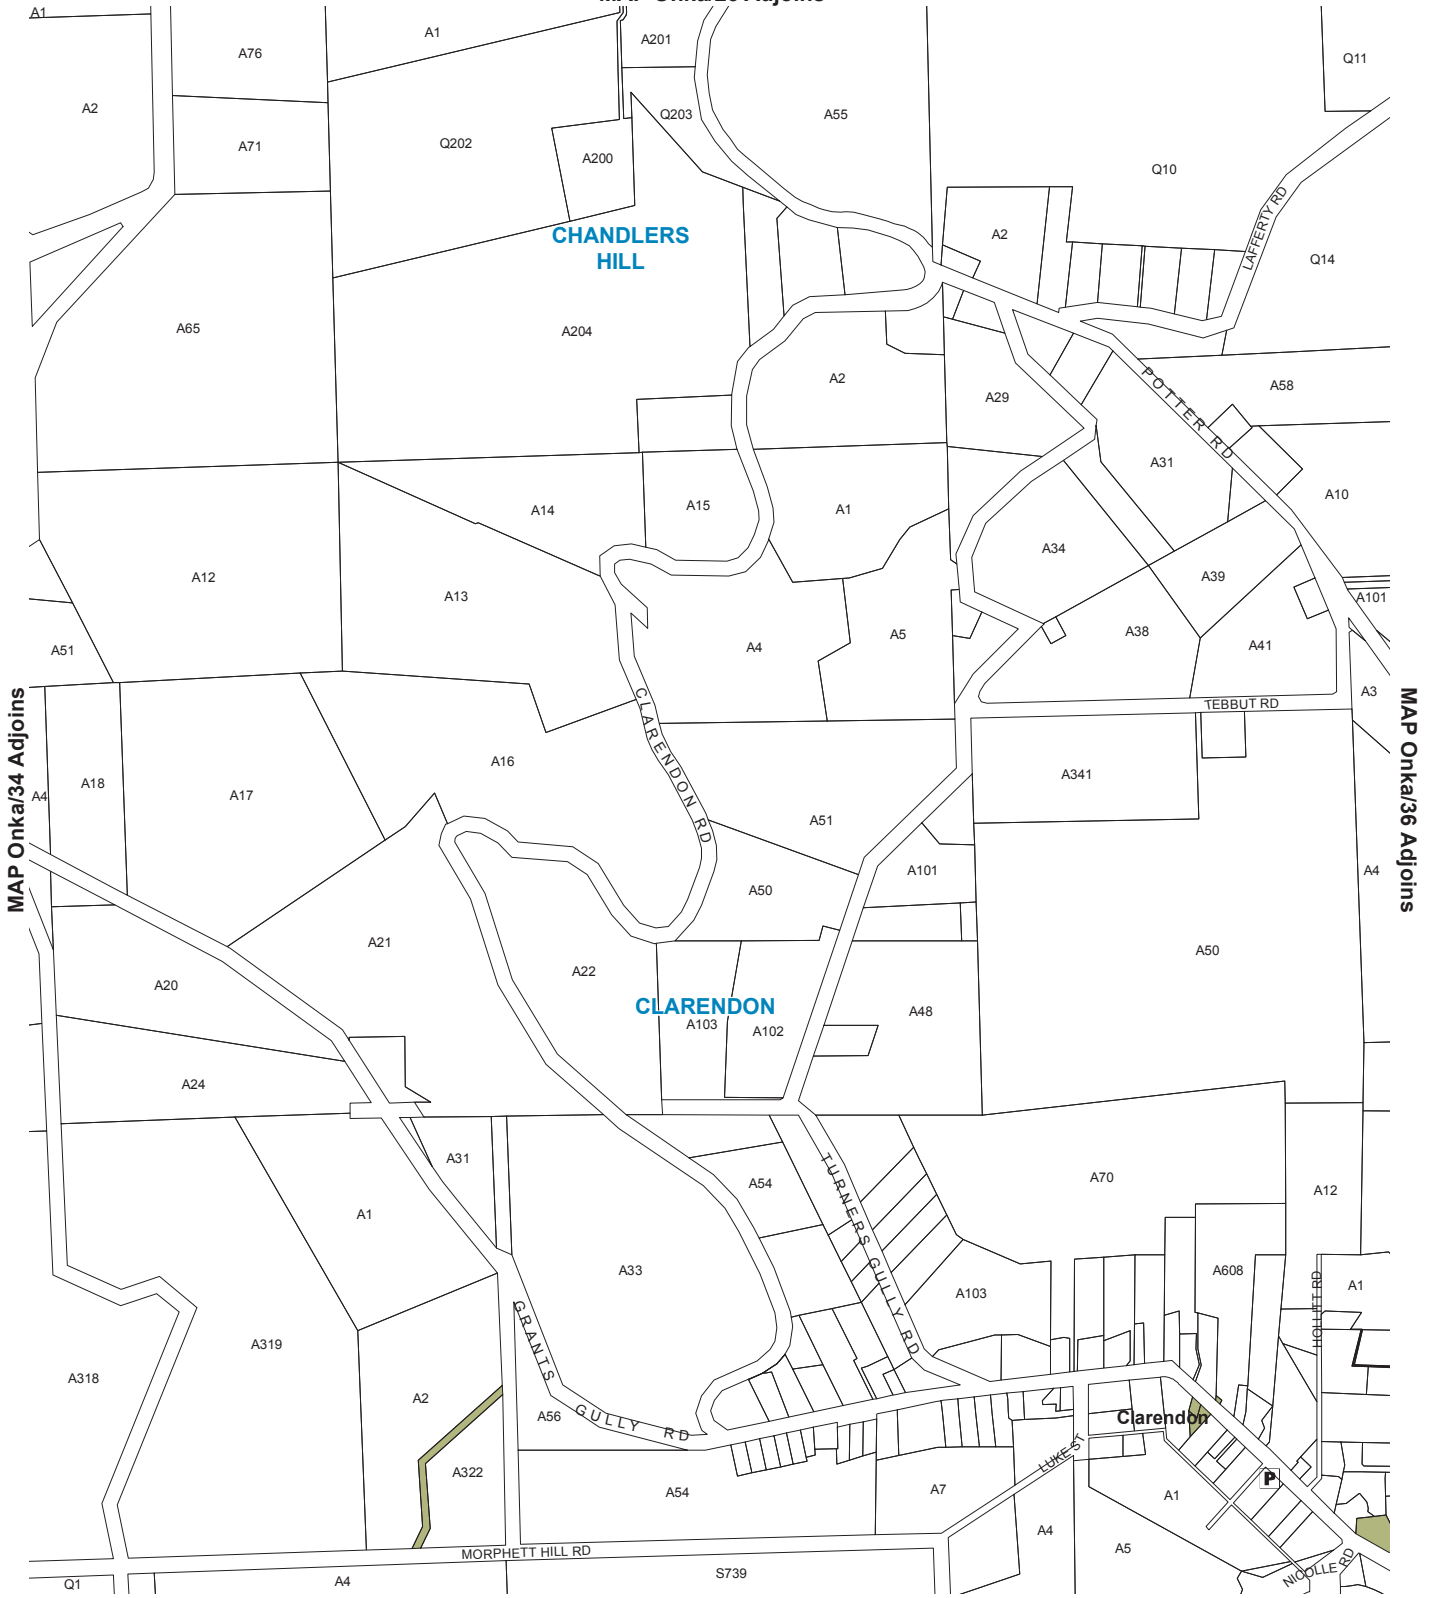 A1
A76
A1
A201
Q11
A2
Q203
A55
A71
Q202
A200
Q10
CHANDLERS
HILL
A2
LAFFERTY RD
Q14
A65
A204
A2
A29
POTTER RD
A58
A31
A14
A15
A1
A10
A12
A13
A34
A39
A101
A51
A4
A5
A38
A41
A3
TEBBUT RD
MAP Onka/34 Adjoins
MAP Onka/36 Adjoins
CLARENDON RD
A18
A17
A16
A341
A4
A51
A50
A101
A4
A21
A22
A50
A20
CLARENDON
A103
A102
A48
A24
A31
A54
TURNERS GULLY RD
A70
A12
A1
A33
A103
A608
HOLLITT RD
A1
A319
A318
GRANTS GULLY RD
A2
A56
Clarendon
LUKE ST
A322
A54
A7
A1
P
A4
A5
MORPHETT HILL RD
NICOLLE RD
Q1
A4
S739